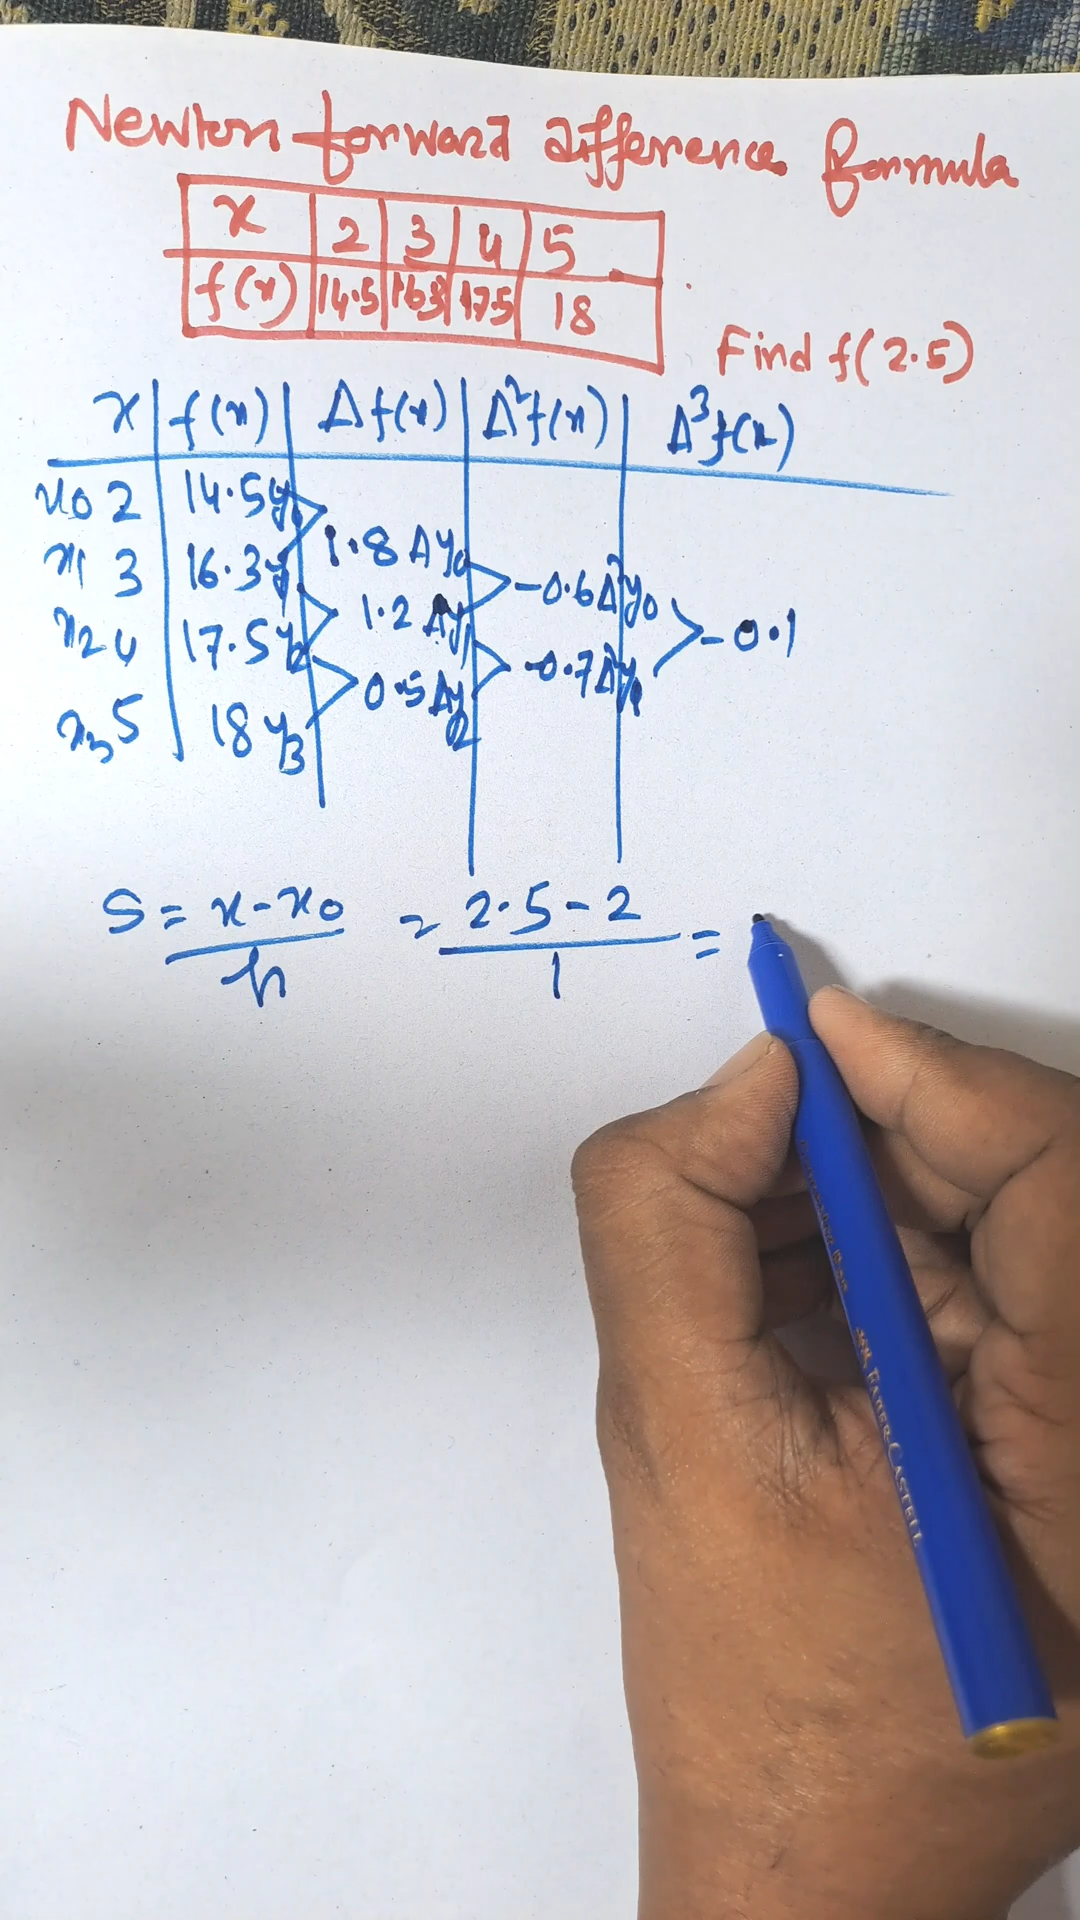 Newton forward difference formula
x 2 3 4 5
f(x) 14.5 16.3 17.5 18
Find f(2.5)
x f(x) Δf(x) Δ²f(x) Δ³f(x)
x0 2 14.5 y0
1.8 Δy0
x1 3 16.3 y1 -0.6 Δ²y0
1.2 Δy1 -0.1
x2 4 17.5 y2 -0.7 Δ²y1
0.5 Δy2
x3 5 18 y3
S = x-x0 / h = 2.5-2 / 1 =
FABER-CASTELL